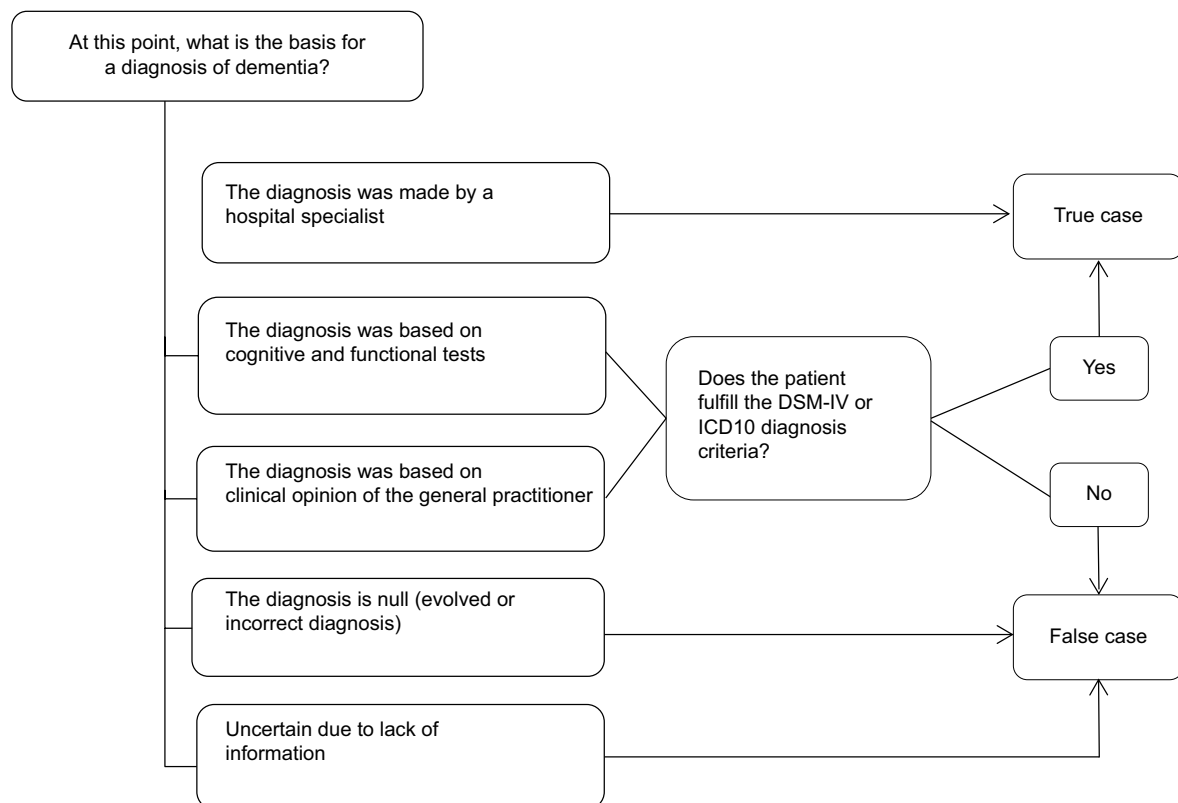 At this point, what is the basis for
a diagnosis of dementia?
The diagnosis was made by a
hospital specialist
True case
The diagnosis was based on
cognitive and functional tests
Does the patient
fulfill the DSM-IV or
ICD10 diagnosis
criteria?
Yes
The diagnosis was based on
clinical opinion of the general practitioner
No
The diagnosis is null (evolved or
incorrect diagnosis)
False case
Uncertain due to lack of
information